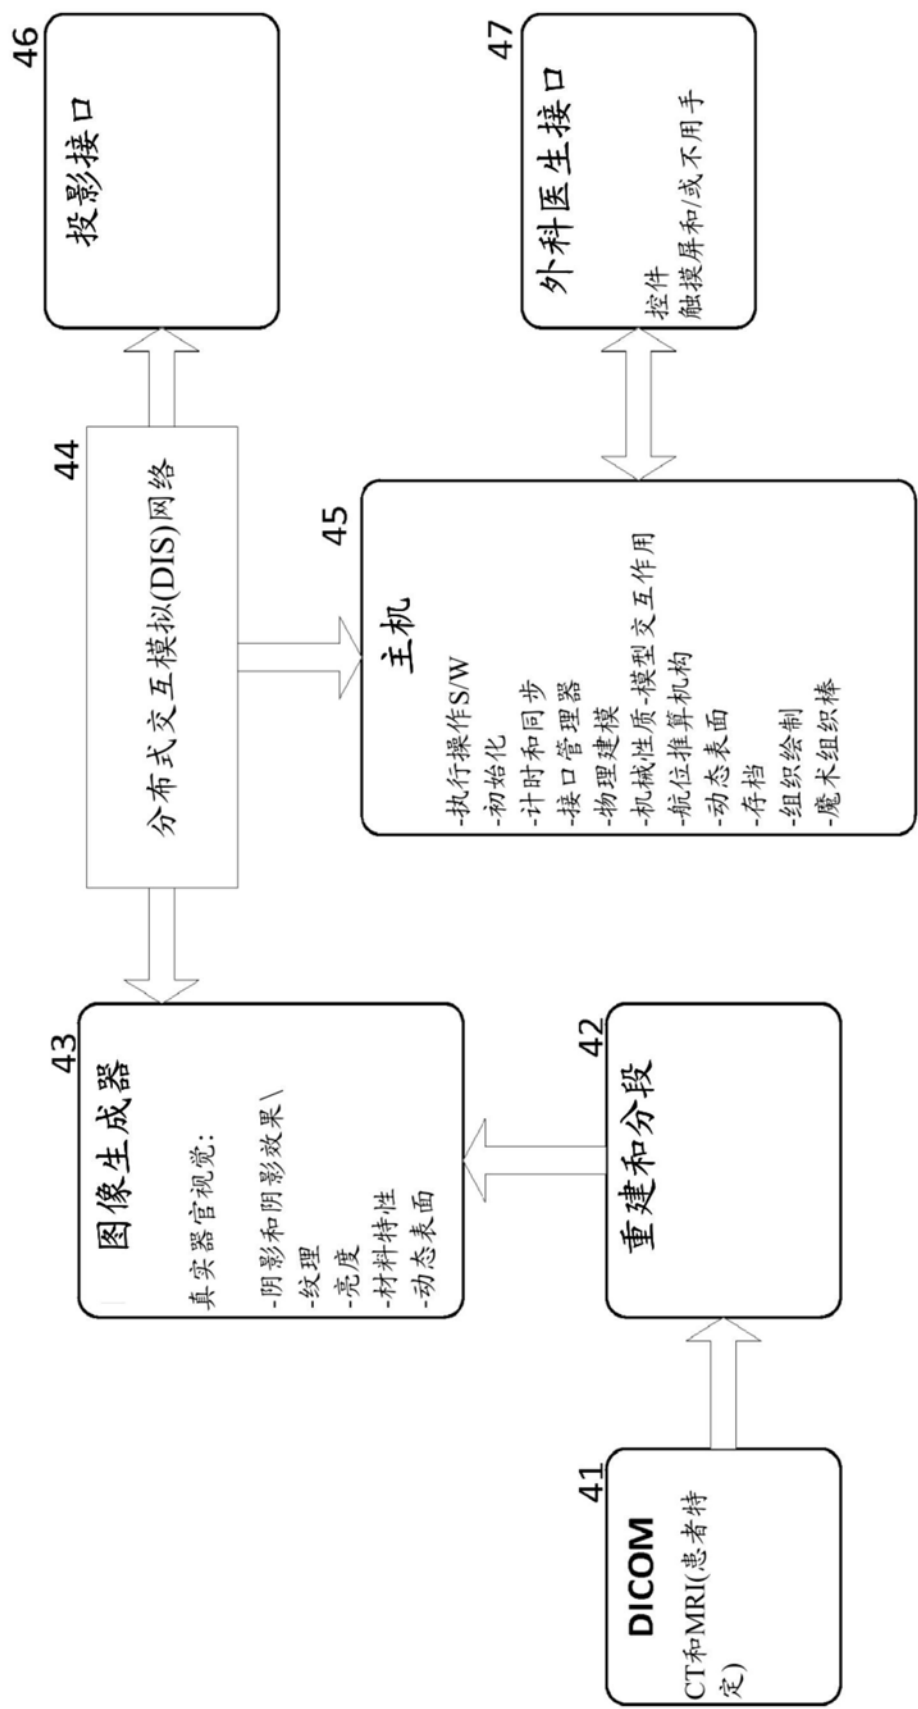 43
图像生成器
真实器官视觉:
-阴影和阴影效果\
-纹理
-亮度
-材料特性
-动态表面
44
分布式交互模拟(DIS)网络
46
投影接口
45
主机
-执行操作S/W
-初始化
-计时和同步
-接口管理器
-物理建模
-机械性质-模型交互作用
-航位推算机构
-动态表面
-存档
-组织绘制
-魔术组织棒
47
外科医生接口
控件
触摸屏和/或不用手
41
DICOM
CT和MRI(患者特
定)
42
重建和分段